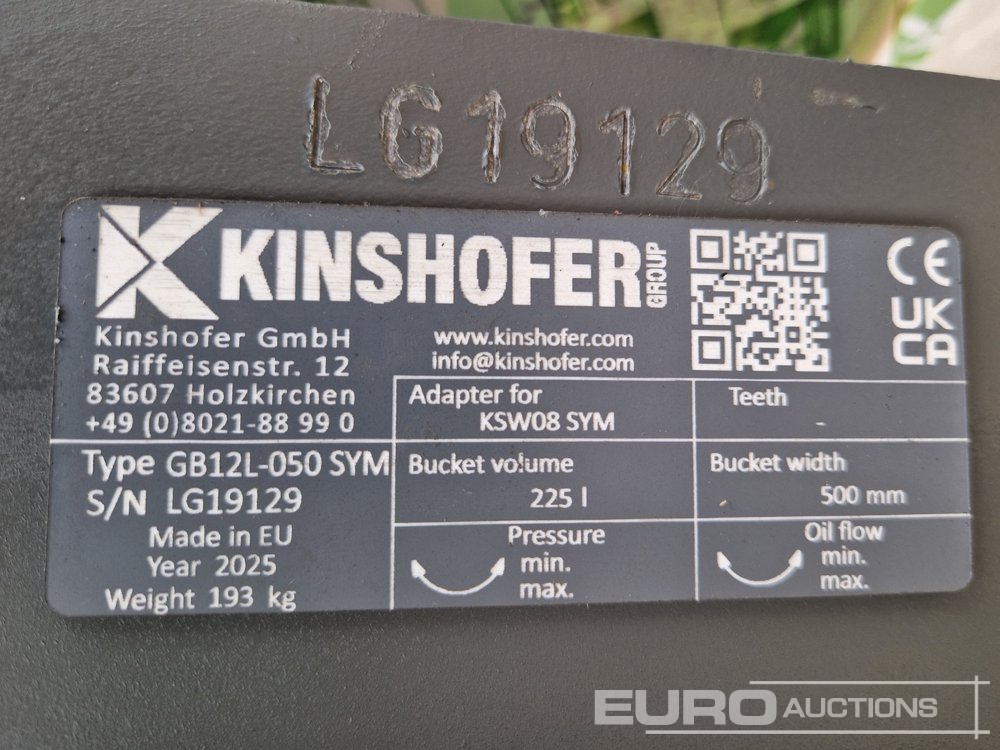 LG19129
KINSHOFER GROUP
CE
UK
CA
Kinshofer GmbH
Raiffeisenstr. 12
83607 Holzkirchen
+49 (0)8021-88 99 0
www.kinshofer.com
info@kinshofer.com
Adapter for
KSW08 SYM
Teeth
-
Type GB12L-050 SYM
S/N LG19129
Made in EU
Year 2025
Weight 193 kg
Bucket volume
225 l
Bucket width
500 mm
Pressure
min.
max.
Oil flow
min.
max.
EURO AUCTIONS